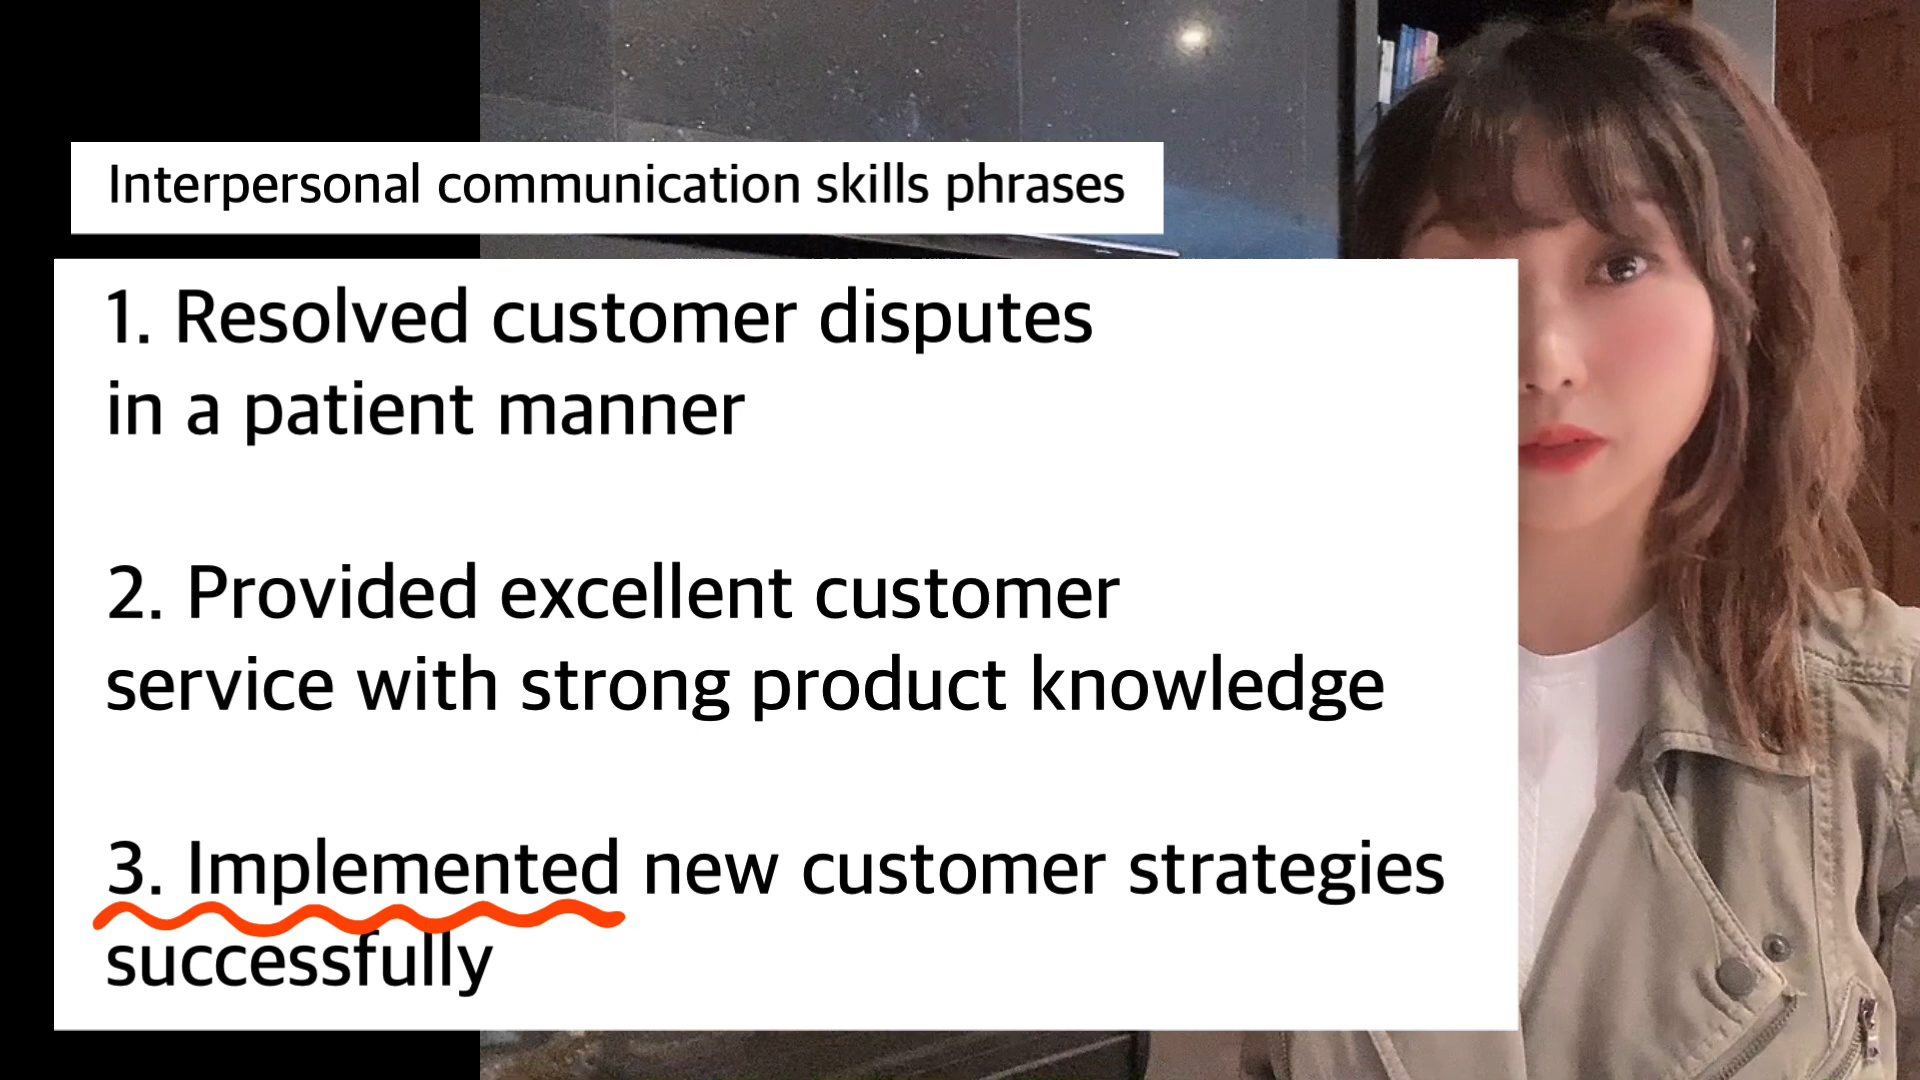 Interpersonal communication skills phrases
1. Resolved customer disputes
in a patient manner
2. Provided excellent customer
service with strong product knowledge
3. Implemented new customer strategies
successfully